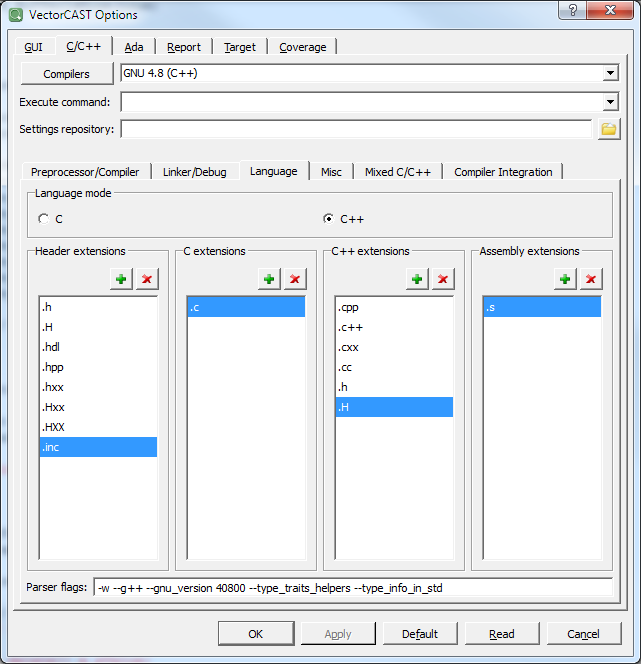 VectorCAST Options
GUI C/C++ Ada Report Target Coverage
Compilers GNU 4.8 (C++)
Execute command:
Settings repository:
Preprocessor/Compiler Linker/Debug Language Misc Mixed C/C++ Compiler Integration
Language mode
C C++
Header extensions C extensions C++ extensions Assembly extensions
.h .c .cpp .s
.H .c++
.hdl .cxx
.hpp .cc
.hxx .h
.Hxx .H
.HXX
.inc
Parser flags: -w --g++ --gnu_version 40800 --type_traits_helpers --type_info_in_std
OK Apply Default Read Cancel